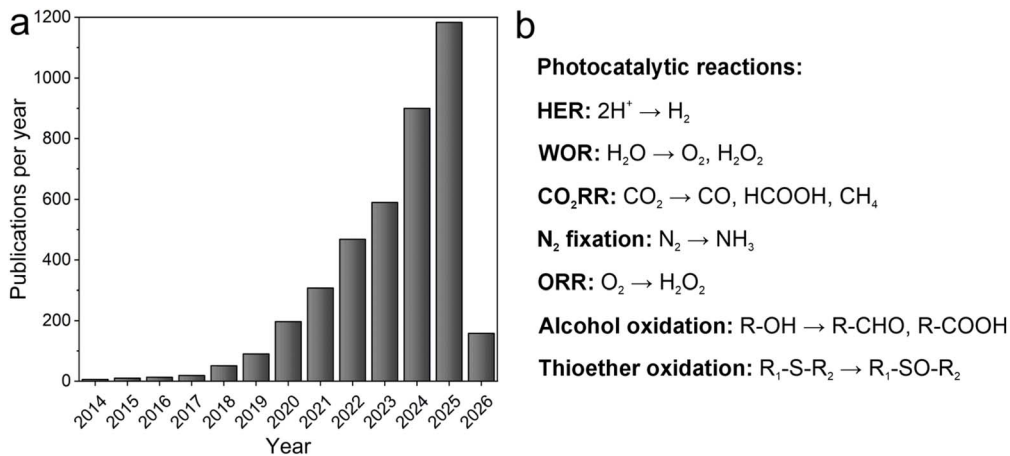 a
Publications per year
1200
1000
800
600
400
200
0
2014
2015
2016
2017
2018
2019
2020
2021
2022
2023
2024
2025
2026
Year
b
Photocatalytic reactions:
HER: 2H⁺ → H₂
WOR: H₂O → O₂, H₂O₂
CO₂RR: CO₂ → CO, HCOOH, CH₄
N₂ fixation: N₂ → NH₃
ORR: O₂ → H₂O₂
Alcohol oxidation: R-OH → R-CHO, R-COOH
Thioether oxidation: R₁-S-R₂ → R₁-SO-R₂